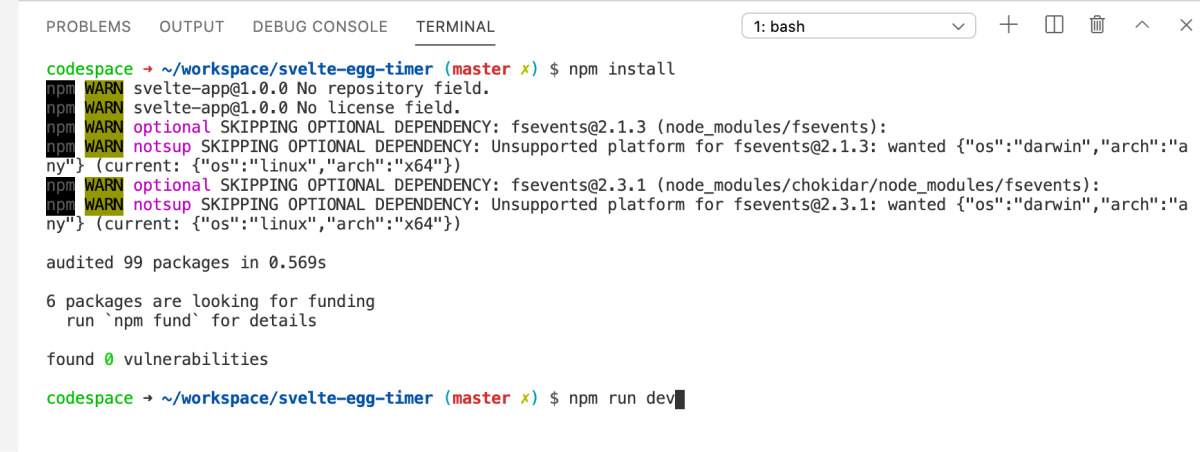 PROBLEMS OUTPUT DEBUG CONSOLE TERMINAL 1: bash
codespace → ~/workspace/svelte-egg-timer (master ✗) $ npm install
npm WARN svelte-app@1.0.0 No repository field.
npm WARN svelte-app@1.0.0 No license field.
npm WARN optional SKIPPING OPTIONAL DEPENDENCY: fsevents@2.1.3 (node_modules/fsevents):
npm WARN notsup SKIPPING OPTIONAL DEPENDENCY: Unsupported platform for fsevents@2.1.3: wanted {"os":"darwin","arch":"a
ny"} (current: {"os":"linux","arch":"x64"})
npm WARN optional SKIPPING OPTIONAL DEPENDENCY: fsevents@2.3.1 (node_modules/chokidar/node_modules/fsevents):
npm WARN notsup SKIPPING OPTIONAL DEPENDENCY: Unsupported platform for fsevents@2.3.1: wanted {"os":"darwin","arch":"a
ny"} (current: {"os":"linux","arch":"x64"})
audited 99 packages in 0.569s
6 packages are looking for funding
run `npm fund` for details
found 0 vulnerabilities
codespace → ~/workspace/svelte-egg-timer (master ✗) $ npm run dev